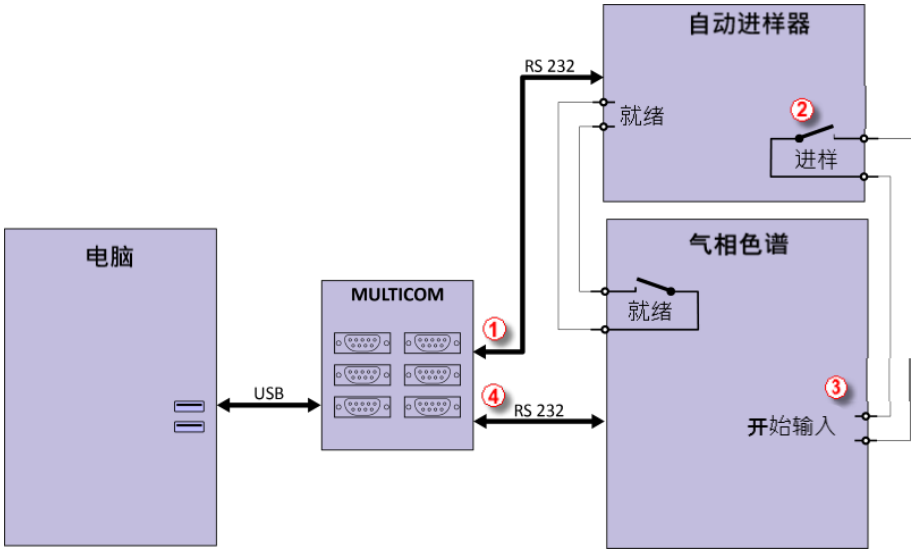 自动进样器
RS 232
就绪
②
进样
气相色谱
电脑
MULTICOM
就绪
①
③
USB
④
RS 232
开始输入